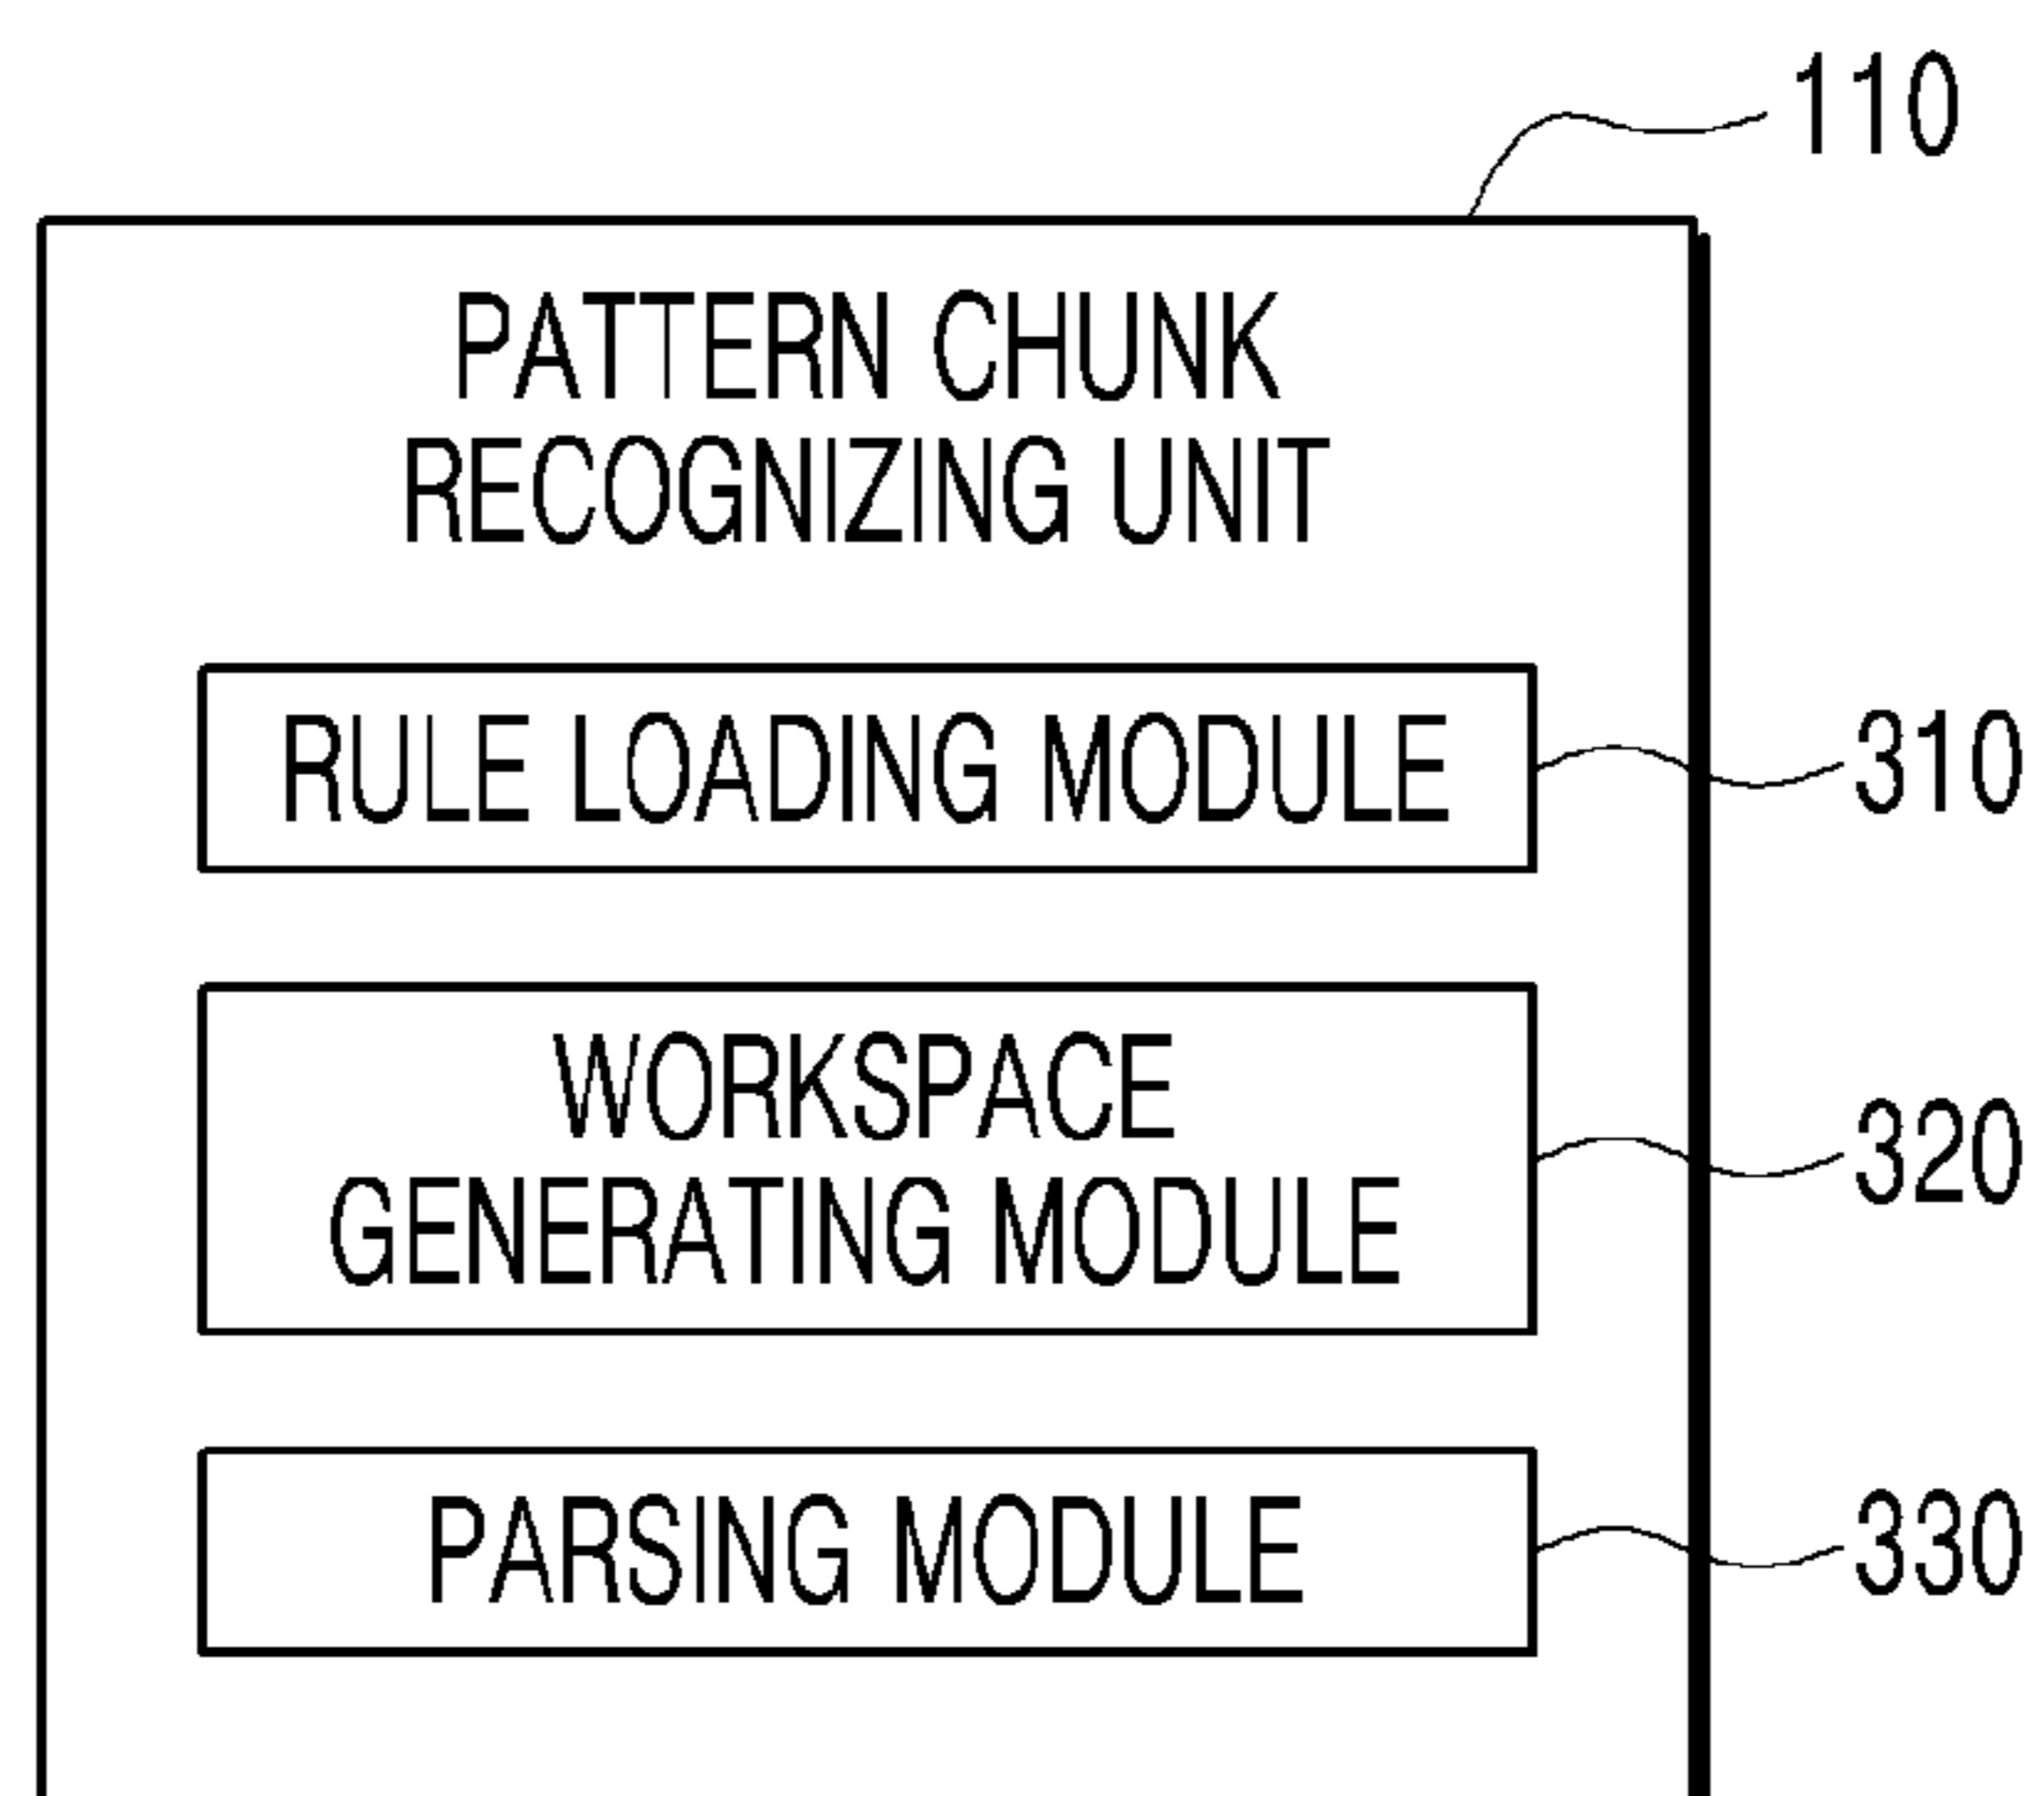 110
PATTERN CHUNK
RECOGNIZING UNIT
RULE LOADING MODULE
310
WORKSPACE
GENERATING MODULE
320
PARSING MODULE
330